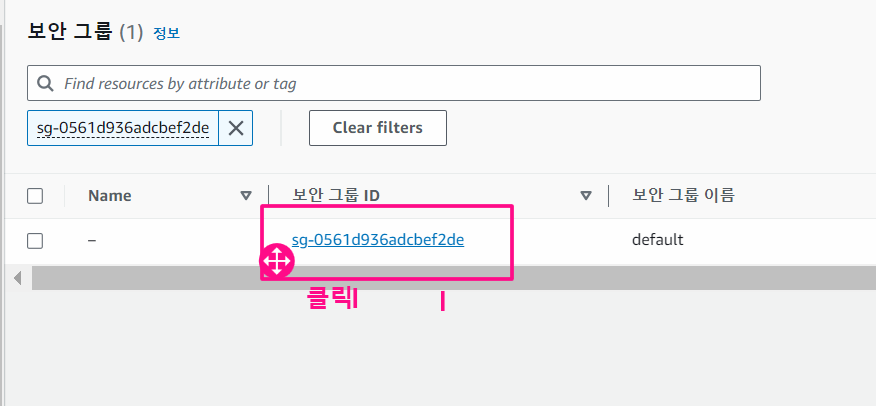 보안 그룹 (1) 정보
Find resources by attribute or tag
sg-0561d936adcbef2de
Clear filters
Name 보안 그룹 ID 보안 그룹 이름
– sg-0561d936adcbef2de default
클릭